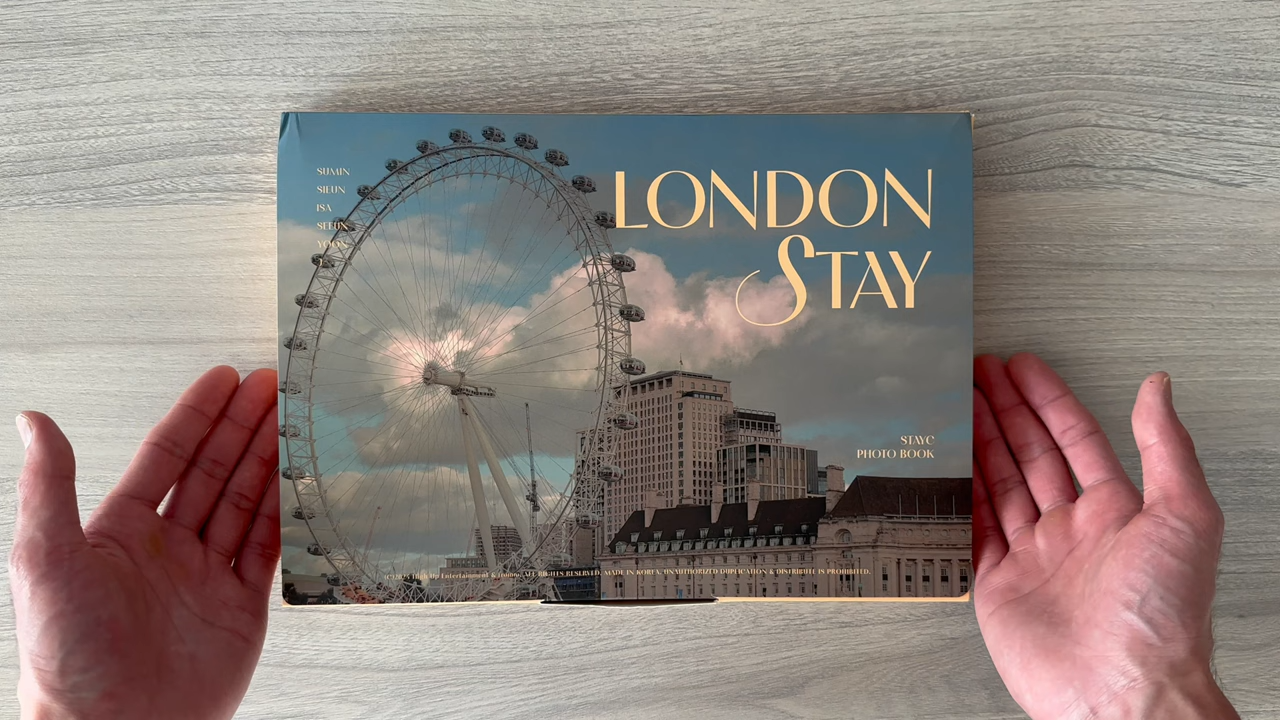 SUMIN
SIEUN
ISA
SEEUN
YOON
LONDON
STAY
STAYC
PHOTO BOOK
ALL RIGHTS RESERVED. MADE IN KOREA. UNAUTHORIZED DUPLICATION & DISTRIBUTE IS PROHIBITED.